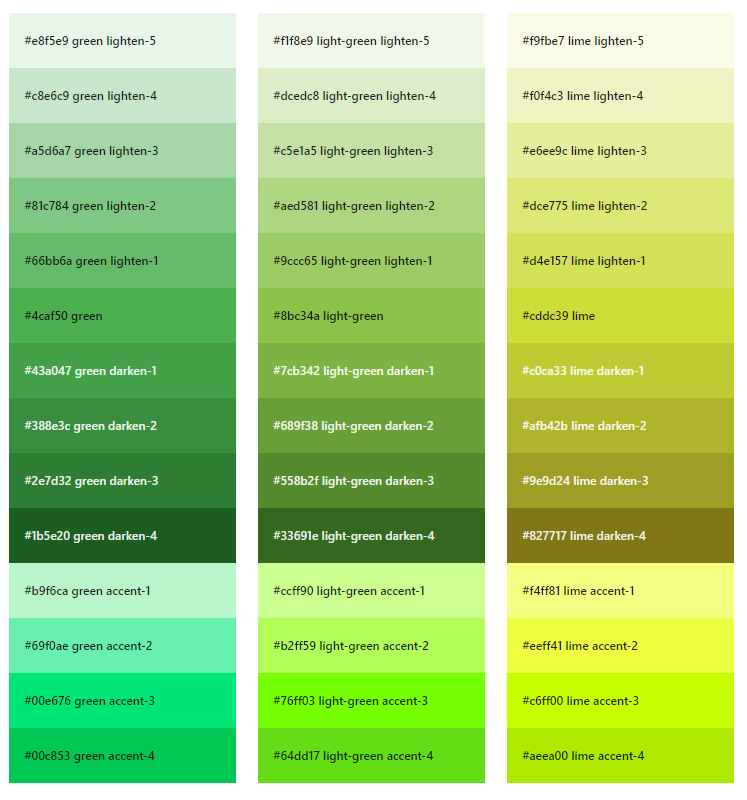 #e8f5e9 green lighten-5
#c8e6c9 green lighten-4
#a5d6a7 green lighten-3
#81c784 green lighten-2
#66bb6a green lighten-1
#4caf50 green
#43a047 green darken-1
#388e3c green darken-2
#2e7d32 green darken-3
#1b5e20 green darken-4
#b9f6ca green accent-1
#69f0ae green accent-2
#00e676 green accent-3
#00c853 green accent-4
#f1f8e9 light-green lighten-5
#dcedc8 light-green lighten-4
#c5e1a5 light-green lighten-3
#aed581 light-green lighten-2
#9ccc65 light-green lighten-1
#8bc34a light-green
#7cb342 light-green darken-1
#689f38 light-green darken-2
#558b2f light-green darken-3
#33691e light-green darken-4
#ccff90 light-green accent-1
#b2ff59 light-green accent-2
#76ff03 light-green accent-3
#64dd17 light-green accent-4
#f9fbe7 lime lighten-5
#f0f4c3 lime lighten-4
#e6ee9c lime lighten-3
#dce775 lime lighten-2
#d4e157 lime lighten-1
#cddc39 lime
#c0ca33 lime darken-1
#afb42b lime darken-2
#9e9d24 lime darken-3
#827717 lime darken-4
#f4ff81 lime accent-1
#eeff41 lime accent-2
#c6ff00 lime accent-3
#aeea00 lime accent-4